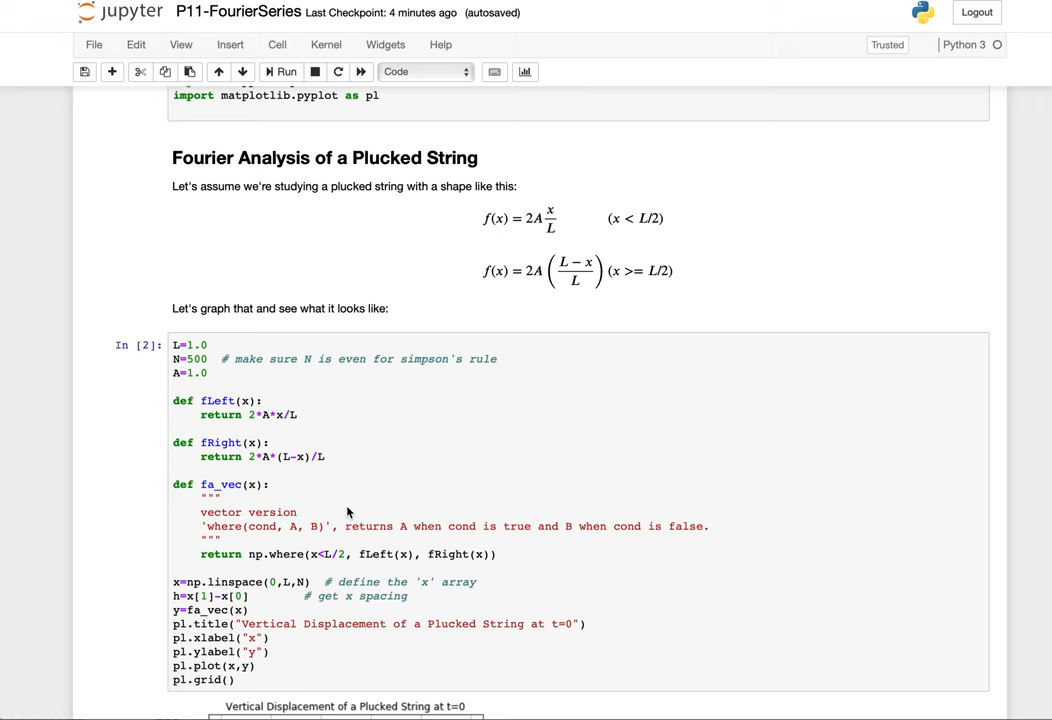 jupyter P11-FourierSeries Last Checkpoint: 4 minutes ago (autosaved) Logout
File Edit View Insert Cell Kernel Widgets Help Trusted Python 3
Run Code
import matplotlib.pyplot as pl
Fourier Analysis of a Plucked String
Let's assume we're studying a plucked string with a shape like this:
f(x) = 2A x/L (x < L/2)
f(x) = 2A ((L − x)/L) (x >= L/2)
Let's graph that and see what it looks like:
In [2]: L=1.0
N=500 # make sure N is even for simpson's rule
A=1.0
def fLeft(x):
return 2*A*x/L
def fRight(x):
return 2*A*(L-x)/L
def fa_vec(x):
"""
vector version
'where(cond, A, B)', returns A when cond is true and B when cond is false.
"""
return np.where(x<L/2, fLeft(x), fRight(x))
x=np.linspace(0,L,N) # define the 'x' array
h=x[1]-x[0] # get x spacing
y=fa_vec(x)
pl.title("Vertical Displacement of a Plucked String at t=0")
pl.xlabel("x")
pl.ylabel("y")
pl.plot(x,y)
pl.grid()
Vertical Displacement of a Plucked String at t=0